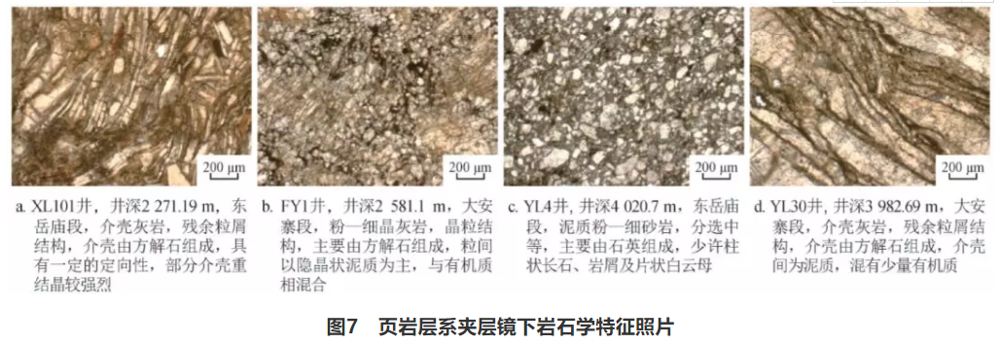 200 μm
200 μm
200 μm
200 μm
a. XL101井，井深2 271.19 m，东
岳庙段，介壳灰岩，残余粒屑
结构，介壳由方解石组成，具
有一定的定向性，部分介壳重
结晶较强烈
b. FY1井，井深2 581.1 m，大安
寨段，粉—细晶灰岩，晶粒结
构，主要由方解石组成，粒间
以隐晶状泥质为主，与有机质
相混合
c. YL4井，井深4 020.7 m，东岳庙
段，泥质粉—细砂岩，分选中
等，主要由石英组成，少许柱
状长石、岩屑及片状白云母
d. YL30井，井深3 982.69 m，大安
寨段，介壳灰岩，残余粒屑结
构，介壳由方解石组成，介壳
间为泥质，混有少量有机质
图7 页岩层系夹层镜下岩石学特征照片